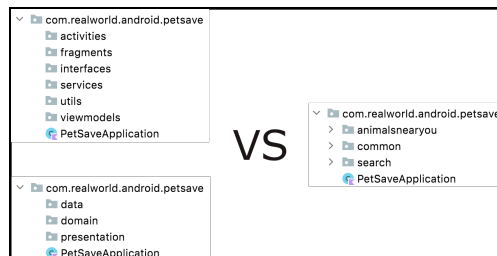 com.realworld.android.petsave
activities
fragments
interfaces
services
utils
viewmodels
PetSaveApplication
VS
com.realworld.android.petsave
animalsnearyou
common
search
PetSaveApplication
com.realworld.android.petsave
data
domain
presentation
PetSaveApplication